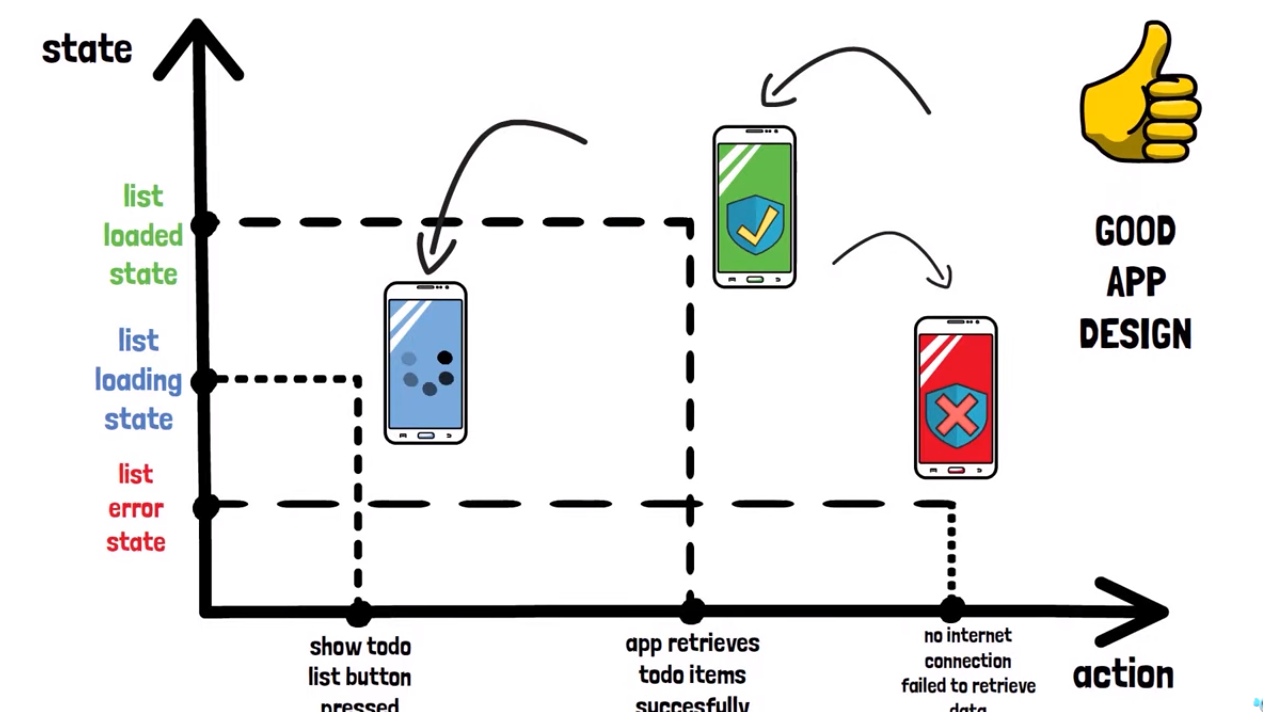 state
list
loaded
state
list
loading
state
list
error
state
GOOD
APP
DESIGN
show todo
list button
pressed
app retrieves
todo items
succesfully
no internet
connection
failed to retrieve
data
action